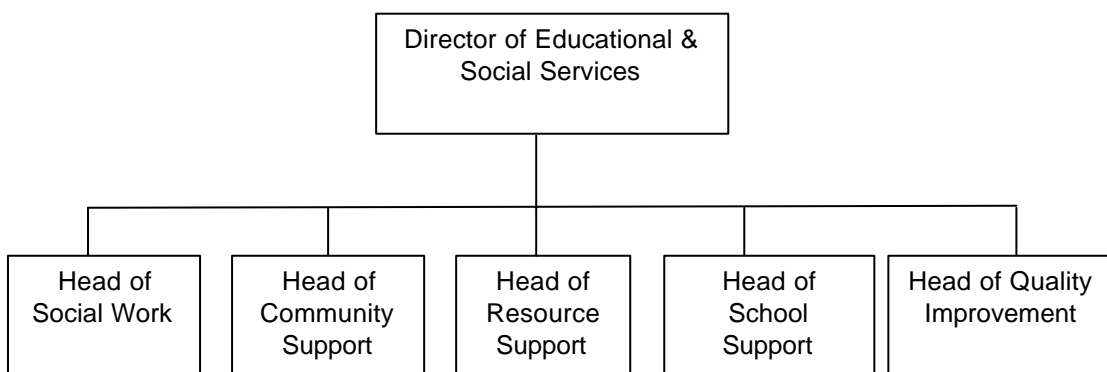 Director of Educational &
Social Services
Head of
Social Work
Head of
Community
Support
Head of
Resource
Support
Head of
School
Support
Head of Quality
Improvement